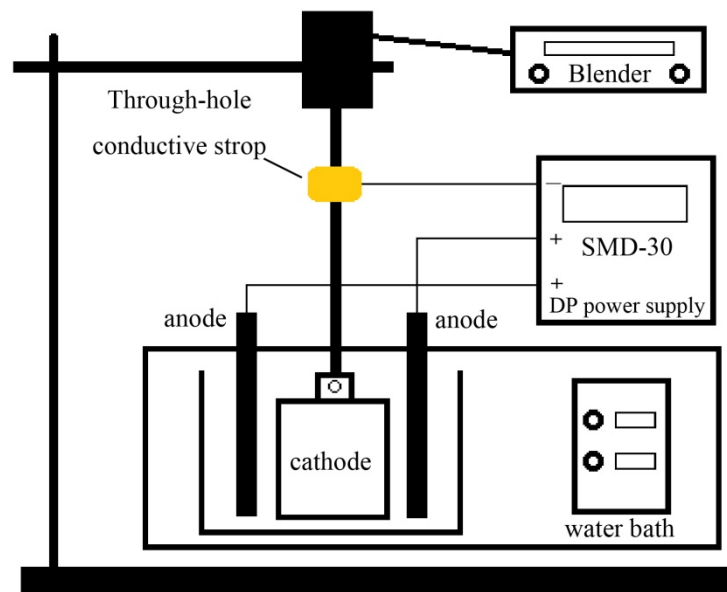 Blender
Through-hole
conductive strop
−
+
SMD-30
+
DP power supply
anode
anode
cathode
water bath